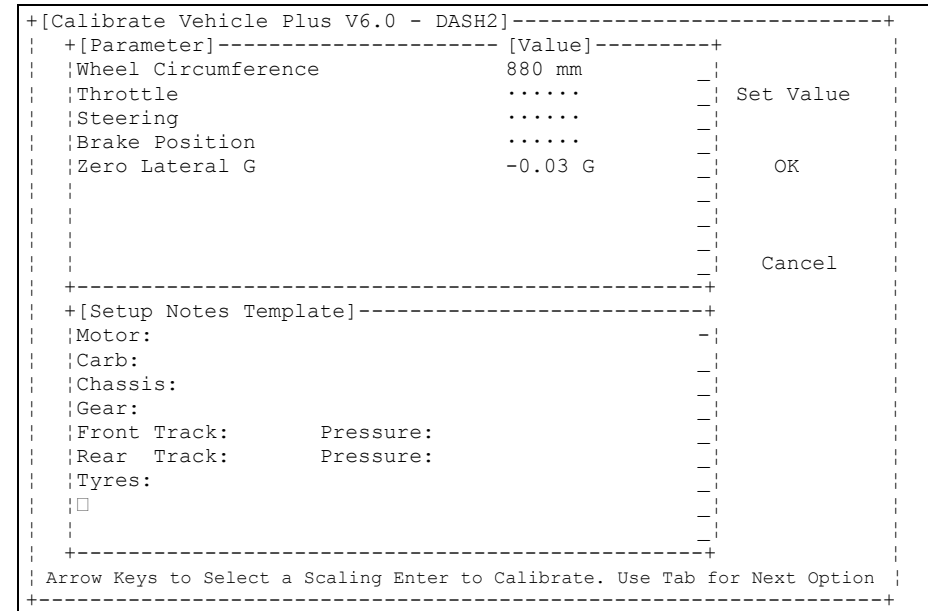 +[Calibrate Vehicle Plus V6.0 - DASH2]-----------------------------+
+[Parameter]---------------------- [Value]---------+
¦Wheel Circumference 880 mm _¦
¦Throttle ······ _¦ Set Value
¦Steering ······ _¦
¦Brake Position ······ _¦
¦Zero Lateral G -0.03 G _¦ OK
¦ _¦
¦ _¦
¦ _¦
¦ _¦ Cancel
+-------------------------------------------------+
+[Setup Notes Template]---------------------------+
¦Motor: -¦
¦Carb: _¦
¦Chassis: _¦
¦Gear: _¦
¦Front Track: Pressure: _¦
¦Rear Track: Pressure: _¦
¦Tyres: _¦
¦□ _¦
¦ _¦
+-------------------------------------------------+
¦ Arrow Keys to Select a Scaling Enter to Calibrate. Use Tab for Next Option ¦
+------------------------------------------------------------------+